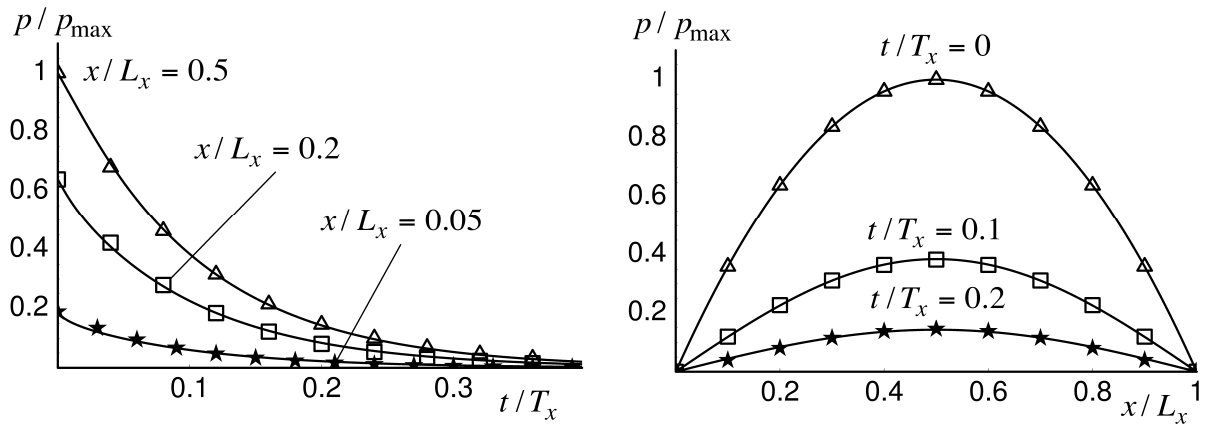 p / p_max
1
x / L_x = 0.5
0.8
x / L_x = 0.2
0.6
x / L_x = 0.05
0.4
0.2
0.1 0.2 0.3
t / T_x
p / p_max
t / T_x = 0
1
0.8
0.6
t / T_x = 0.1
0.4
t / T_x = 0.2
0.2
0.2 0.4 0.6 0.8 1
x / L_x